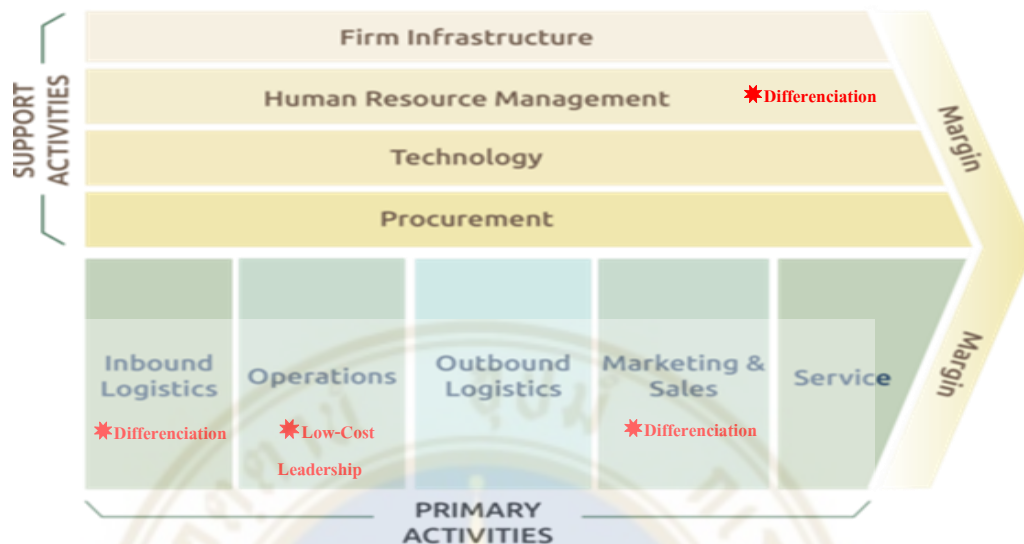 SUPPORT
ACTIVITIES
Firm Infrastructure
Human Resource Management
✸Differenciation
Technology
Procurement
Margin
Inbound
Logistics
✸Differenciation
Operations
✸Low-Cost
Leadership
Outbound
Logistics
Marketing &
Sales
✸Differenciation
Service
Margin
PRIMARY
ACTIVITIES